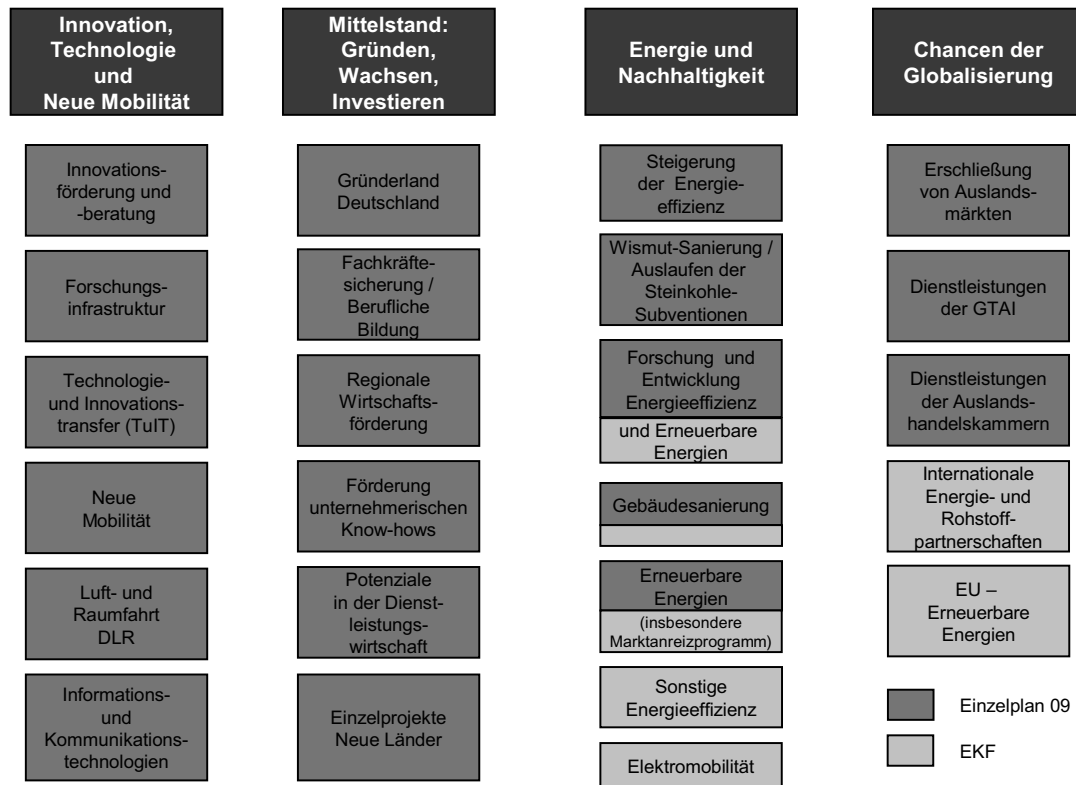 Innovation,
Technologie
und
Neue Mobilität
Innovations-
förderung und
-beratung
Forschungs-
infrastruktur
Technologie-
und Innovations-
transfer (TuIT)
Neue
Mobilität
Luft- und
Raumfahrt
DLR
Informations-
und
Kommunikations-
technologien
Mittelstand:
Gründen,
Wachsen,
Investieren
Gründerland
Deutschland
Fachkräfte-
sicherung /
Berufliche
Bildung
Regionale
Wirtschafts-
förderung
Förderung
unternehmerischen
Know-hows
Potenziale
in der Dienst-
leistungs-
wirtschaft
Einzelprojekte
Neue Länder
Energie und
Nachhaltigkeit
Steigerung
der Energie-
effizienz
Wismut-Sanierung /
Auslaufen der
Steinkohle-
Subventionen
Forschung und
Entwicklung
Energieeffizienz
und Erneuerbare
Energien
Gebäudesanierung
Erneuerbare
Energien
(insbesondere
Marktanreizprogramm)
Sonstige
Energieeffizienz
Elektromobilität
Chancen der
Globalisierung
Erschließung
von Auslands-
märkten
Dienstleistungen
der GTAI
Dienstleistungen
der Auslands-
handelskammern
Internationale
Energie- und
Rohstoff-
partnerschaften
EU –
Erneuerbare
Energien
Einzelplan 09
EKF